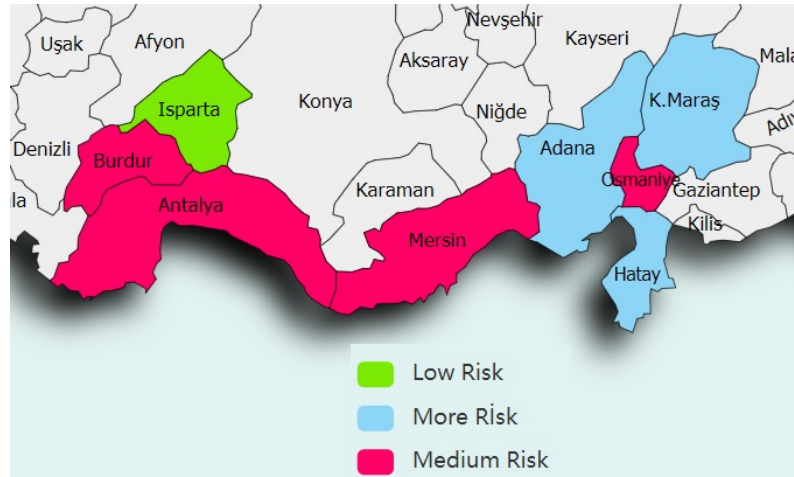 Nevşehir
Uşak
Afyon
Kayseri
Mala
Aksaray
K.Maraş
Isparta
Konya
Niğde
Adı
Denizli
Burdur
Adana
Osmaniye
Gaziantep
la
Karaman
Antalya
Mersin
Kilis
Hatay
Low Risk
More Rİsk
Medium Risk